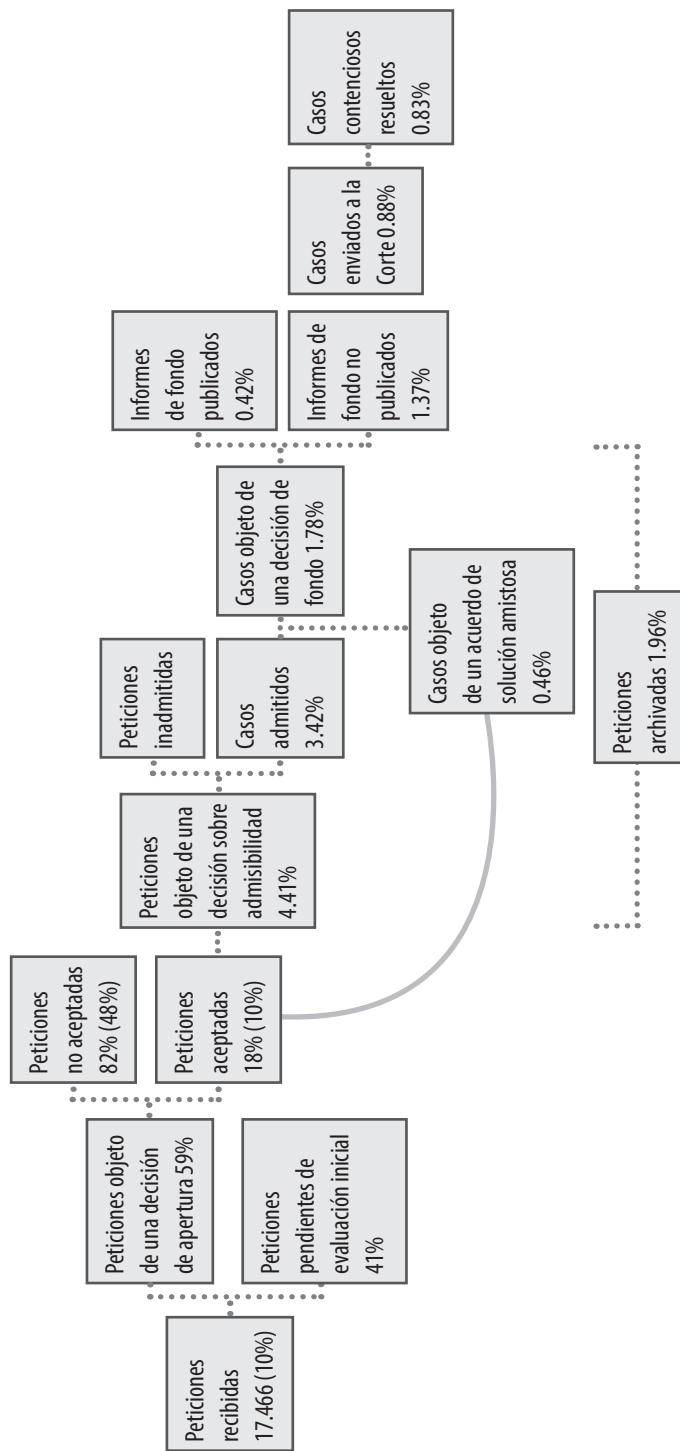 Peticiones
recibidas
17.466 (10%)
Peticiones objeto
de una decisión
de apertura 59%
Peticiones
pendientes de
evaluación inicial
41%
Peticiones
no aceptadas
82% (48%)
Peticiones
aceptadas
18% (10%)
Peticiones
objeto de una
decisión sobre
admisibilidad
4.41%
Peticiones
inadmitidas
Casos
admitidos
3.42%
Casos objeto de
una decisión de
fondo 1.78%
Casos objeto
de un acuerdo de
solución amistosa
0.46%
Informes
de fondo
publicados
0.42%
Informes de
fondo no
publicados
1.37%
Casos
enviados a la
Corte 0.88%
Casos
contenciosos
resueltos
0.83%
Peticiones
archivadas 1.96%